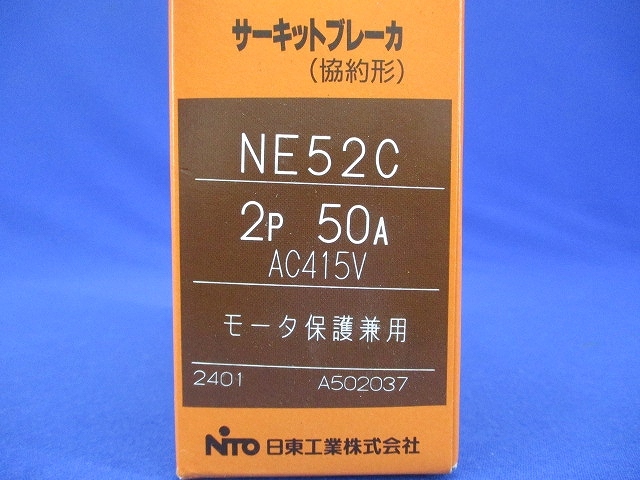 サーキットブレーカ
(協約形)
NE52C
2P 50A
AC415V
モータ保護兼用
2401 A502037
NITO 日東工業株式会社